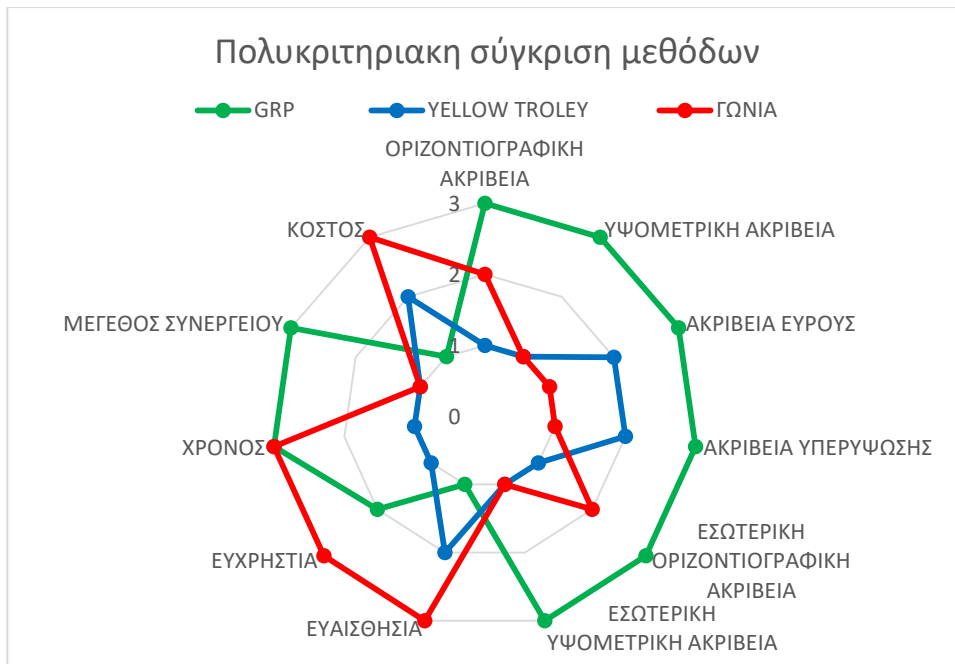 Πολυκριτηριακη σύγκριση μεθόδων
GRP
YELLOW TROLEY
ΓΩΝΙΑ
ΟΡΙΖΟΝΤΙΟΓΡΑΦΙΚΗ
ΑΚΡΙΒΕΙΑ
ΥΨΟΜΕΤΡΙΚΗ ΑΚΡΙΒΕΙΑ
ΑΚΡΙΒΕΙΑ ΕΥΡΟΥΣ
ΑΚΡΙΒΕΙΑ ΥΠΕΡΥΨΩΣΗΣ
ΕΣΩΤΕΡΙΚΗ
ΟΡΙΖΟΝΤΙΟΓΡΑΦΙΚΗ
ΑΚΡΙΒΕΙΑ
ΕΣΩΤΕΡΙΚΗ
ΥΨΟΜΕΤΡΙΚΗ ΑΚΡΙΒΕΙΑ
ΕΥΑΙΣΘΗΣΙΑ
ΕΥΧΡΗΣΤΙΑ
ΧΡΟΝΟΣ
ΜΕΓΕΘΟΣ ΣΥΝΕΡΓΕΙΟΥ
ΚΟΣΤΟΣ
3
2
1
0